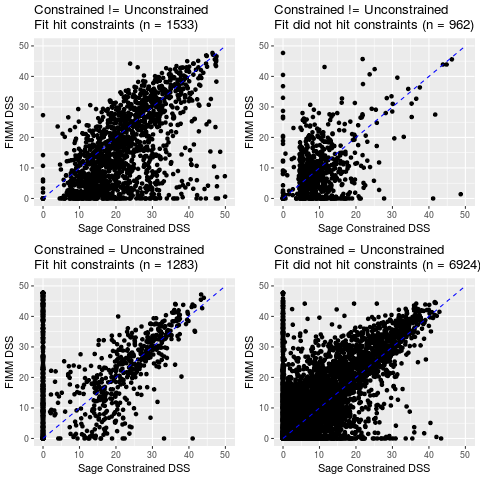 Constrained != Unconstrained
Fit hit constraints (n = 1533)
50
40
30
20
10
0
FIMM DSS
0 10 20 30 40 50
Sage Constrained DSS
Constrained != Unconstrained
Fit did not hit constraints (n = 962)
50
40
30
20
10
0
FIMM DSS
0 10 20 30 40 50
Sage Constrained DSS
Constrained = Unconstrained
Fit hit constraints (n = 1283)
50
40
30
20
10
0
FIMM DSS
0 10 20 30 40 50
Sage Constrained DSS
Constrained = Unconstrained
Fit did not hit constraints (n = 6924)
50
40
30
20
10
0
FIMM DSS
0 10 20 30 40 50
Sage Constrained DSS